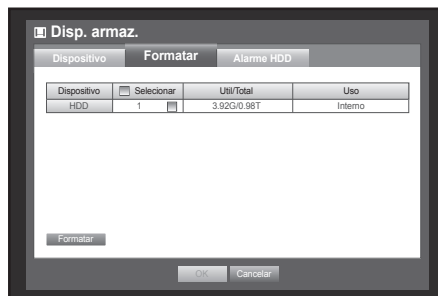 Disp. armaz.
Dispositivo Formatar Alarme HDD
Dispositivo Selecionar Util/Total Uso
HDD 1 3.92G/0.98T Interno
Formatar
OK Cancelar